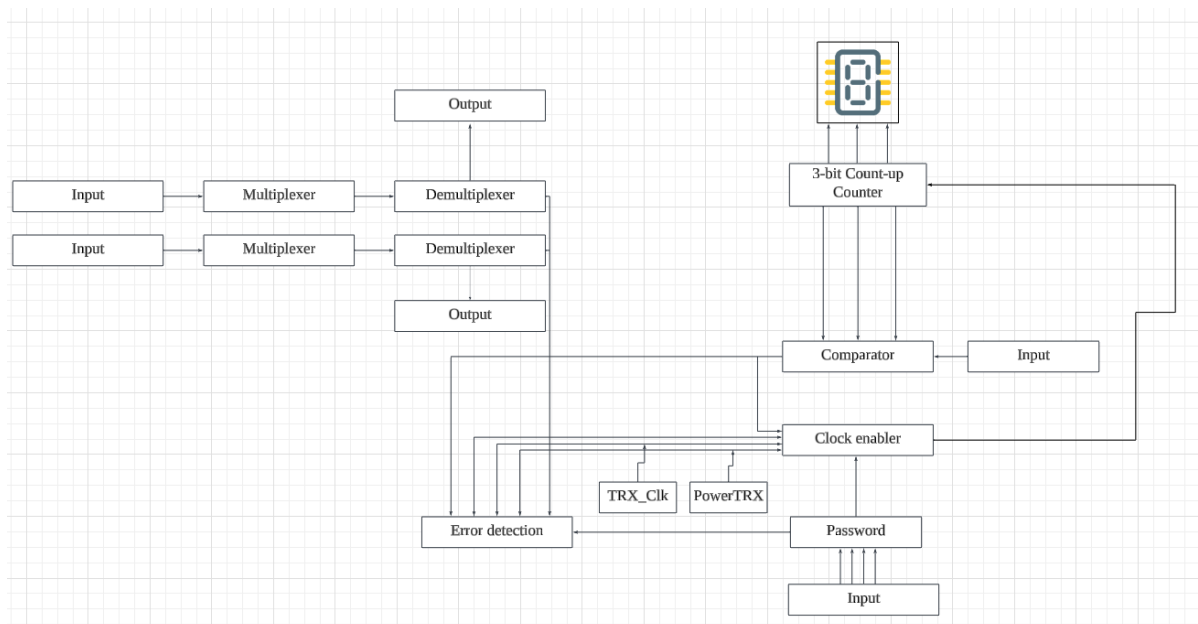 Output
Input
Multiplexer
Demultiplexer
3-bit Count-up
Counter
Input
Multiplexer
Demultiplexer
Output
Comparator
Input
Clock enabler
TRX_Clk
PowerTRX
Error detection
Password
Input